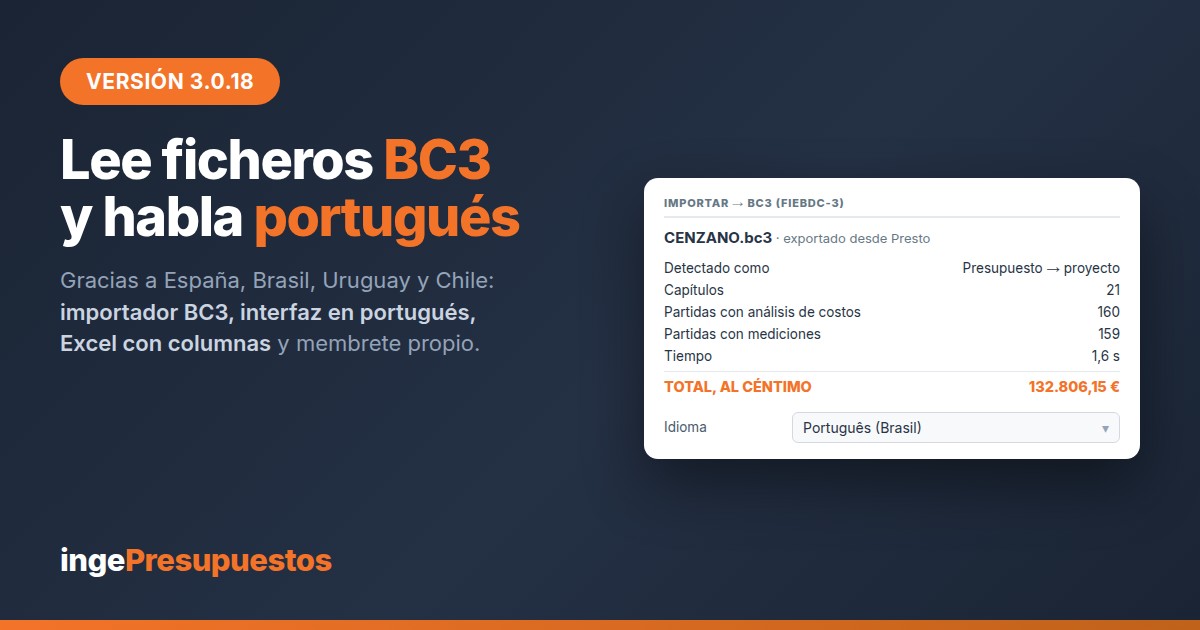 VERSIÓN 3.0.18
Lee ficheros BC3
y habla portugués
Gracias a España, Brasil, Uruguay y Chile:
importador BC3, interfaz en portugués,
Excel con columnas y membrete propio.
IMPORTAR → BC3 (FIEBDC-3)
CENZANO.bc3 · exportado desde Presto
Detectado como Presupuesto → proyecto
Capítulos 21
Partidas con análisis de costos 160
Partidas con mediciones 159
Tiempo 1,6 s
TOTAL, AL CÉNTIMO 132.806,15 €
Idioma Português (Brasil) ▾
ingePresupuestos